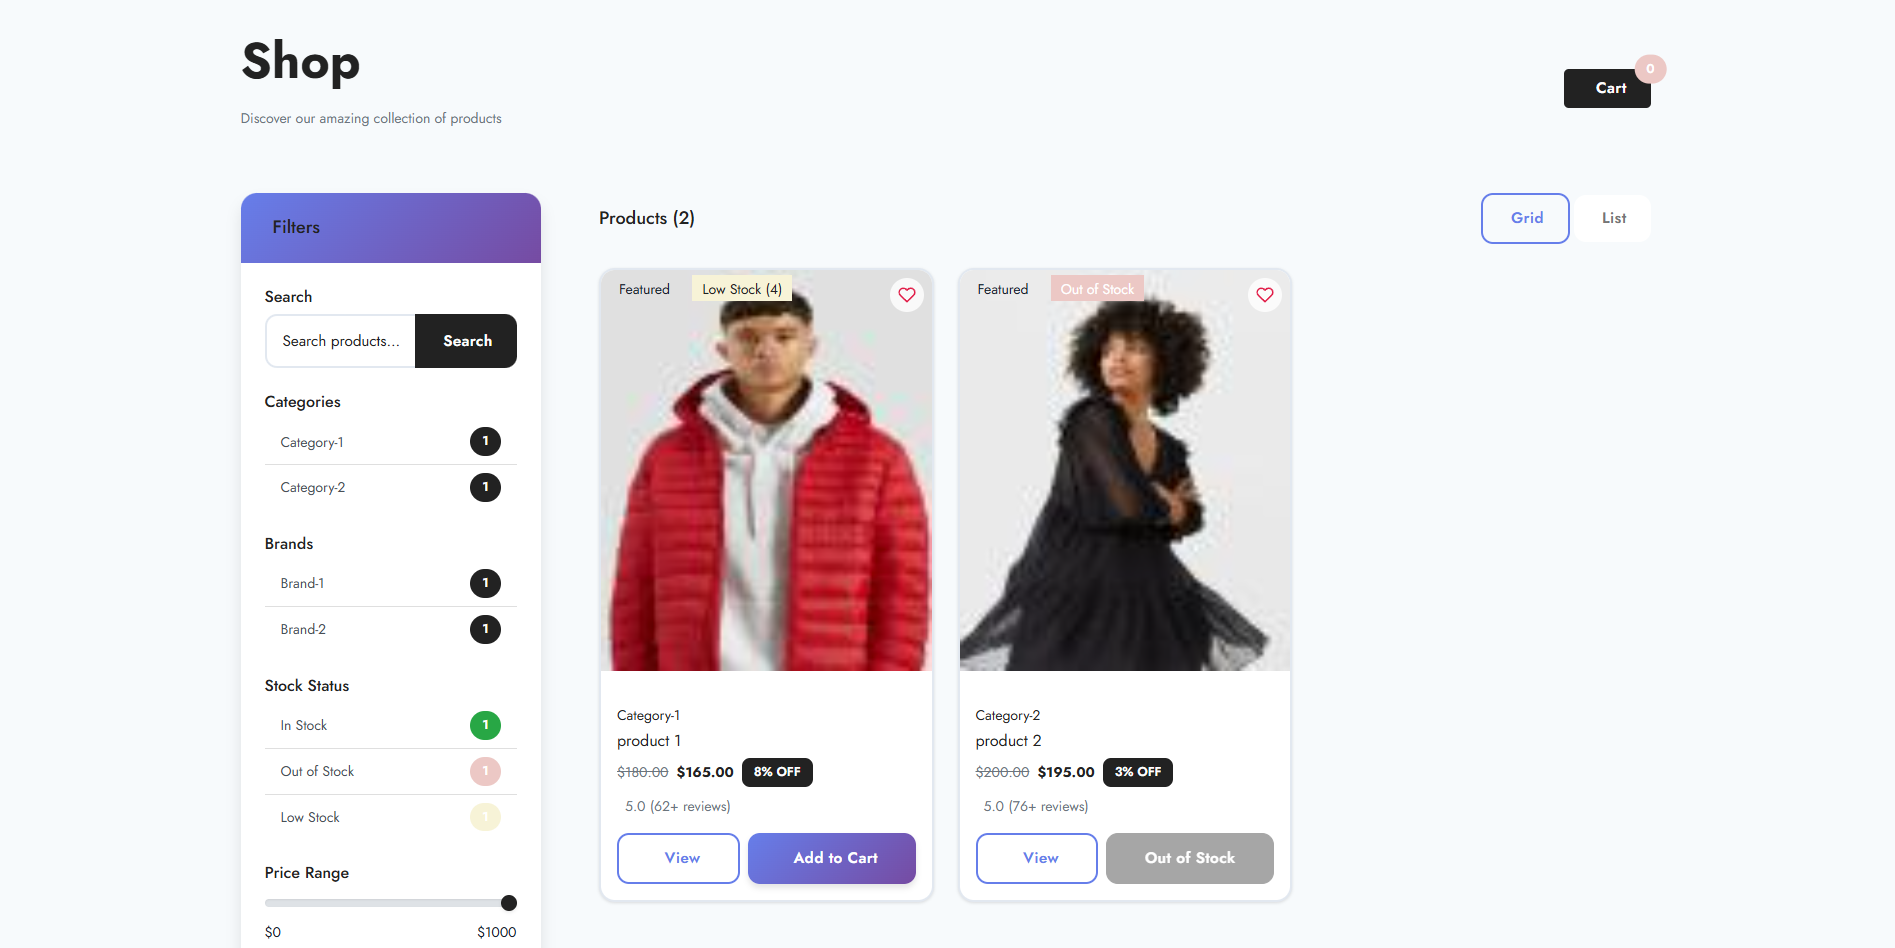 Shop
Discover our amazing collection of products
0
Cart
Filters
Search
Search products...
Search
Categories
Category-1 1
Category-2 1
Brands
Brand-1 1
Brand-2 1
Stock Status
In Stock 1
Out of Stock 1
Low Stock 1
Price Range
$0 $1000
Products (2)
Grid
List
Featured Low Stock (4)
Category-1
product 1
$180.00 $165.00 8% OFF
5.0 (62+ reviews)
View
Add to Cart
Featured Out of Stock
Category-2
product 2
$200.00 $195.00 3% OFF
5.0 (76+ reviews)
View
Out of Stock